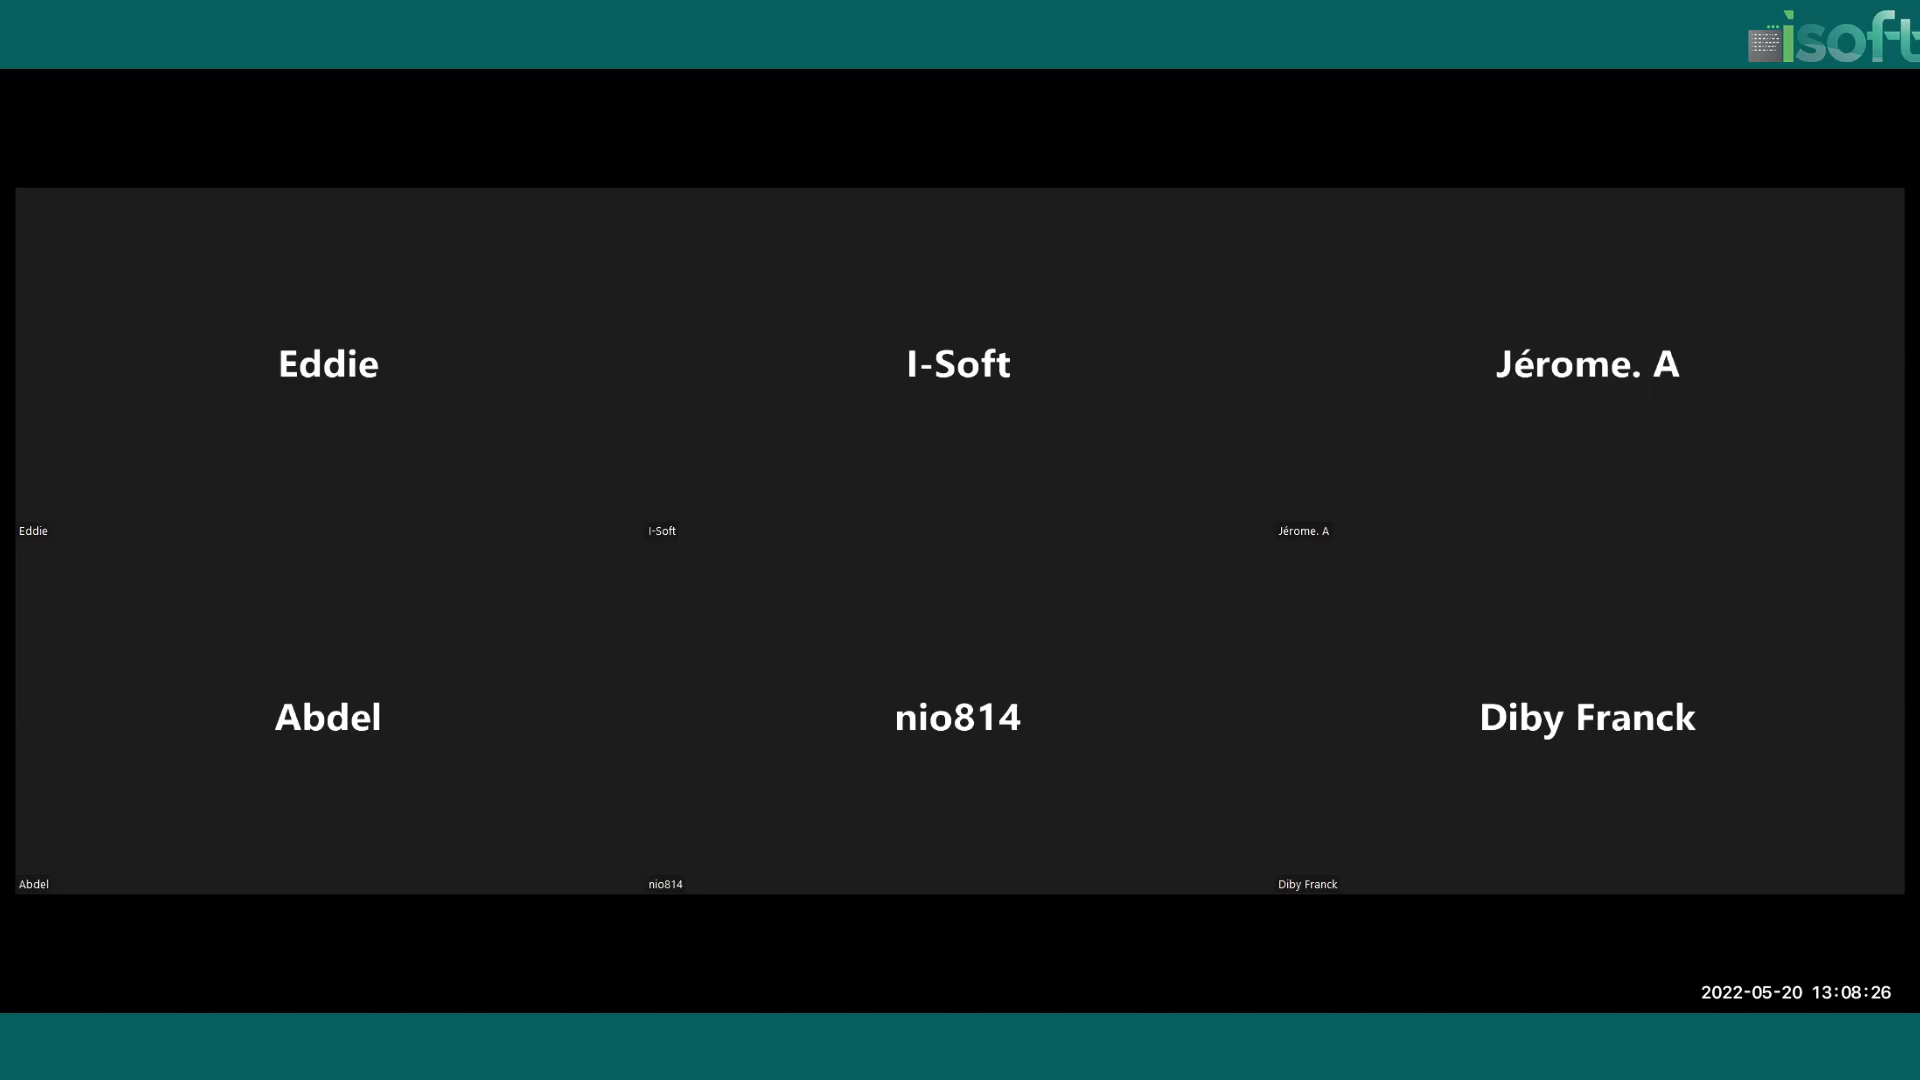 isoft
Eddie
I-Soft
Jérome. A
Eddie
I-Soft
Jérome. A
Abdel
nio814
Diby Franck
Abdel
nio814
Diby Franck
2022-05-20 13:08:26